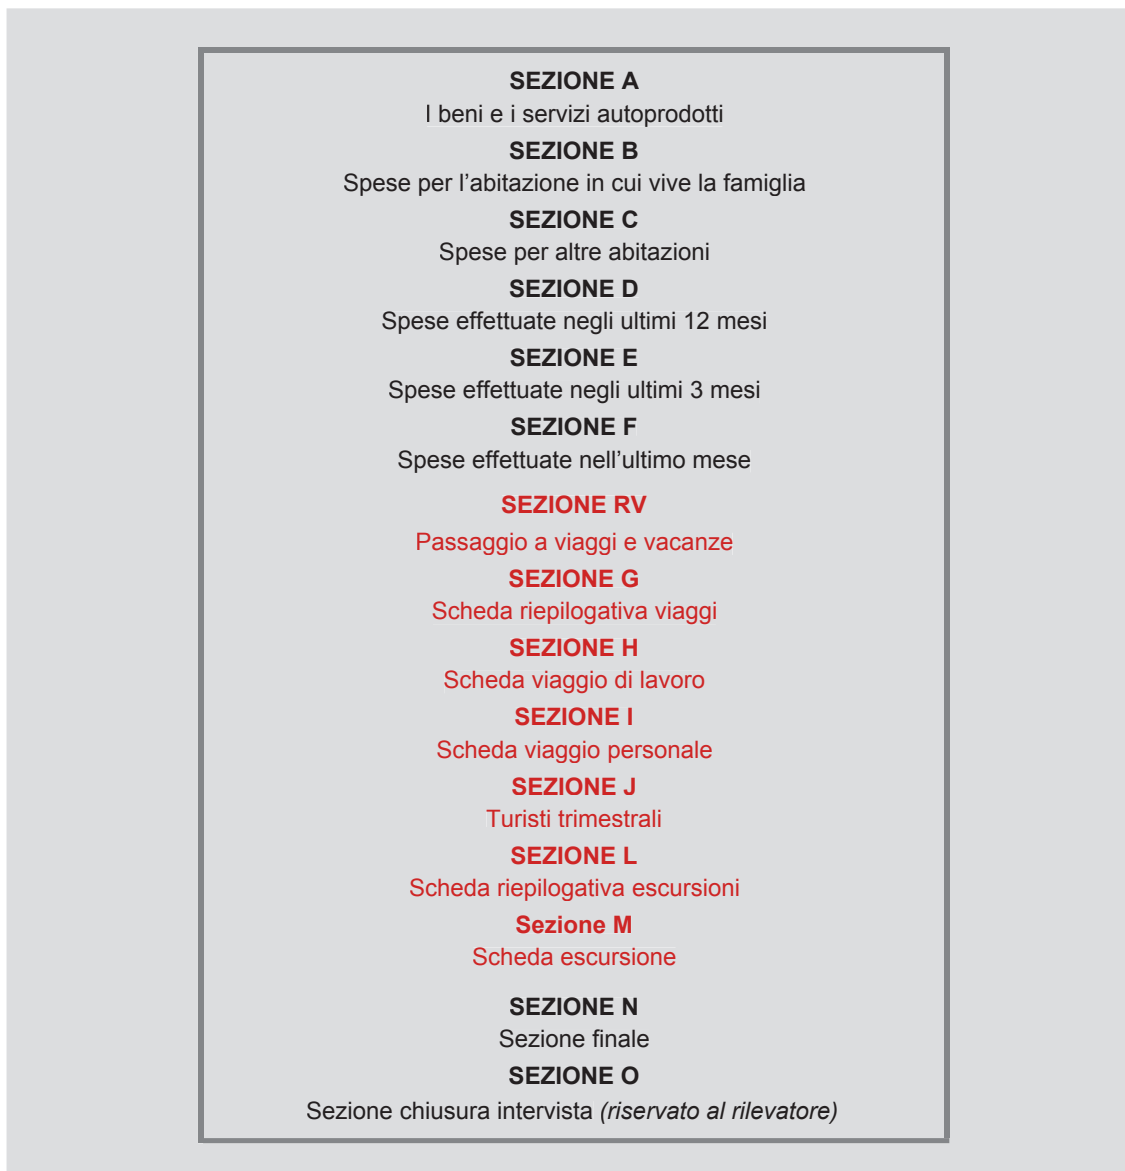 SEZIONE A
I beni e i servizi autoprodotti
SEZIONE B
Spese per l’abitazione in cui vive la famiglia
SEZIONE C
Spese per altre abitazioni
SEZIONE D
Spese effettuate negli ultimi 12 mesi
SEZIONE E
Spese effettuate negli ultimi 3 mesi
SEZIONE F
Spese effettuate nell’ultimo mese
SEZIONE RV
Passaggio a viaggi e vacanze
SEZIONE G
Scheda riepilogativa viaggi
SEZIONE H
Scheda viaggio di lavoro
SEZIONE I
Scheda viaggio personale
SEZIONE J
Turisti trimestrali
SEZIONE L
Scheda riepilogativa escursioni
Sezione M
Scheda escursione
SEZIONE N
Sezione finale
SEZIONE O
Sezione chiusura intervista (riservato al rilevatore)